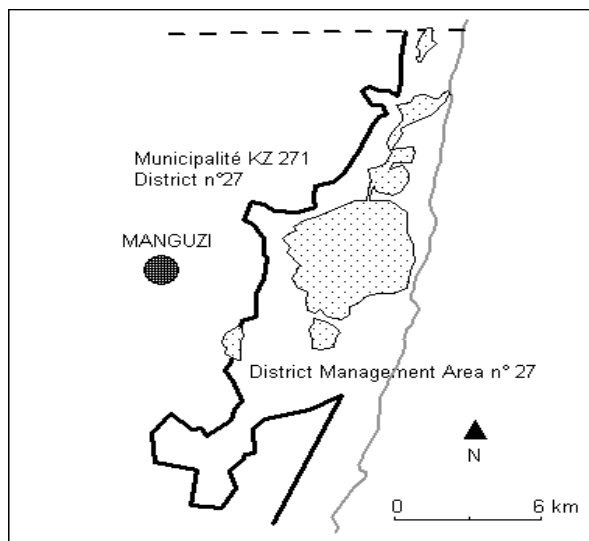 Municipalité KZ 271
District n°27
MANGUZI
District Management Area n° 27
N
0 6 km